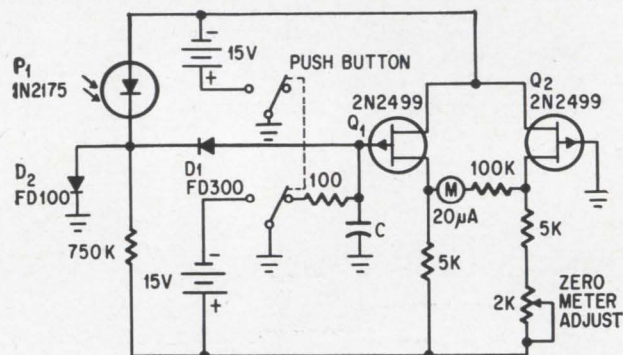 P1
1N2175
15V
PUSH BUTTON
Q1
2N2499
Q2
2N2499
D2
FD100
D1
FD300
100
M
20μA
100K
750K
15V
C
5K
5K
2K
ZERO
METER
ADJUST